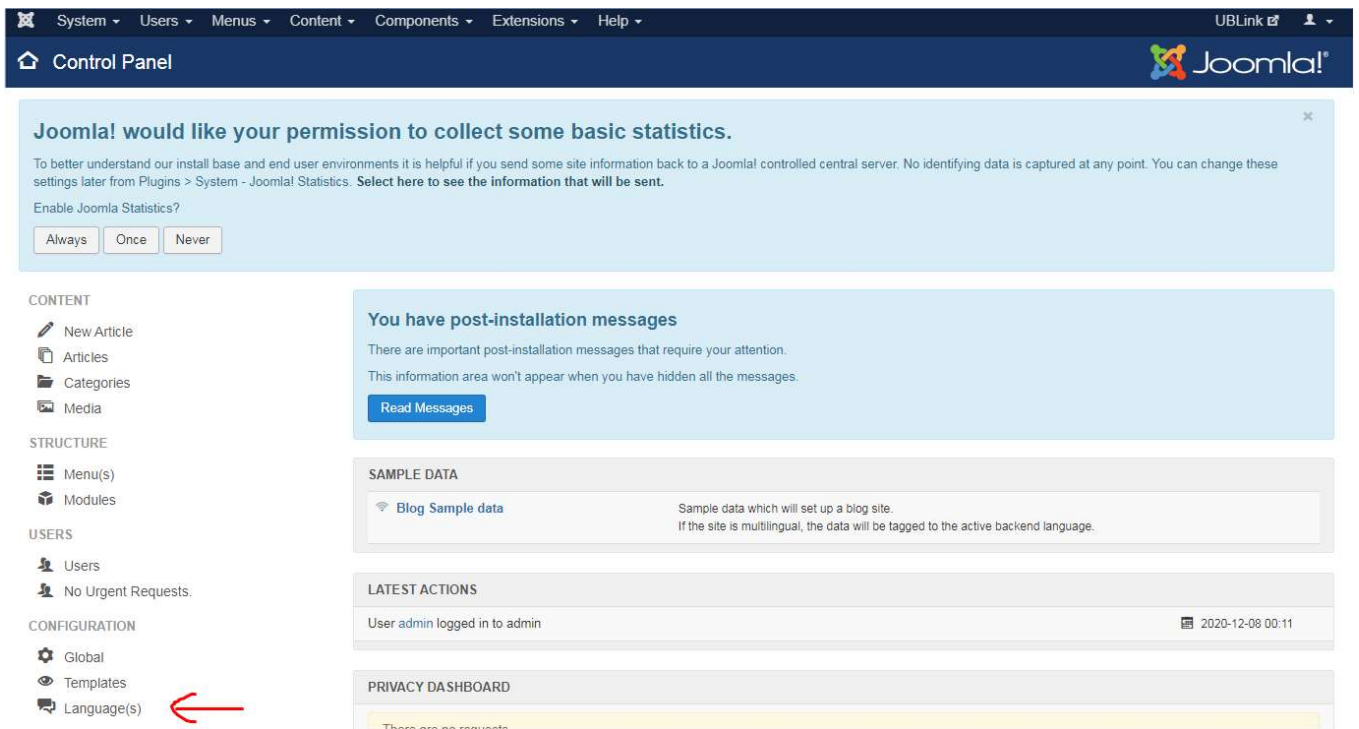 System Users Menus Content Components Extensions Help UBLink
Control Panel Joomla!®
Joomla! would like your permission to collect some basic statistics. ×
To better understand our install base and end user environments it is helpful if you send some site information back to a Joomla! controlled central server. No identifying data is captured at any point. You can change these
settings later from Plugins > System - Joomla! Statistics. Select here to see the information that will be sent.
Enable Joomla Statistics?
Always Once Never
CONTENT
New Article
Articles
Categories
Media
STRUCTURE
Menu(s)
Modules
USERS
Users
No Urgent Requests.
CONFIGURATION
Global
Templates
Language(s)
You have post-installation messages
There are important post-installation messages that require your attention.
This information area won't appear when you have hidden all the messages.
Read Messages
SAMPLE DATA
Blog Sample data Sample data which will set up a blog site.
If the site is multilingual, the data will be tagged to the active backend language.
LATEST ACTIONS
User admin logged in to admin 2020-12-08 00:11
PRIVACY DASHBOARD
There are no requests.